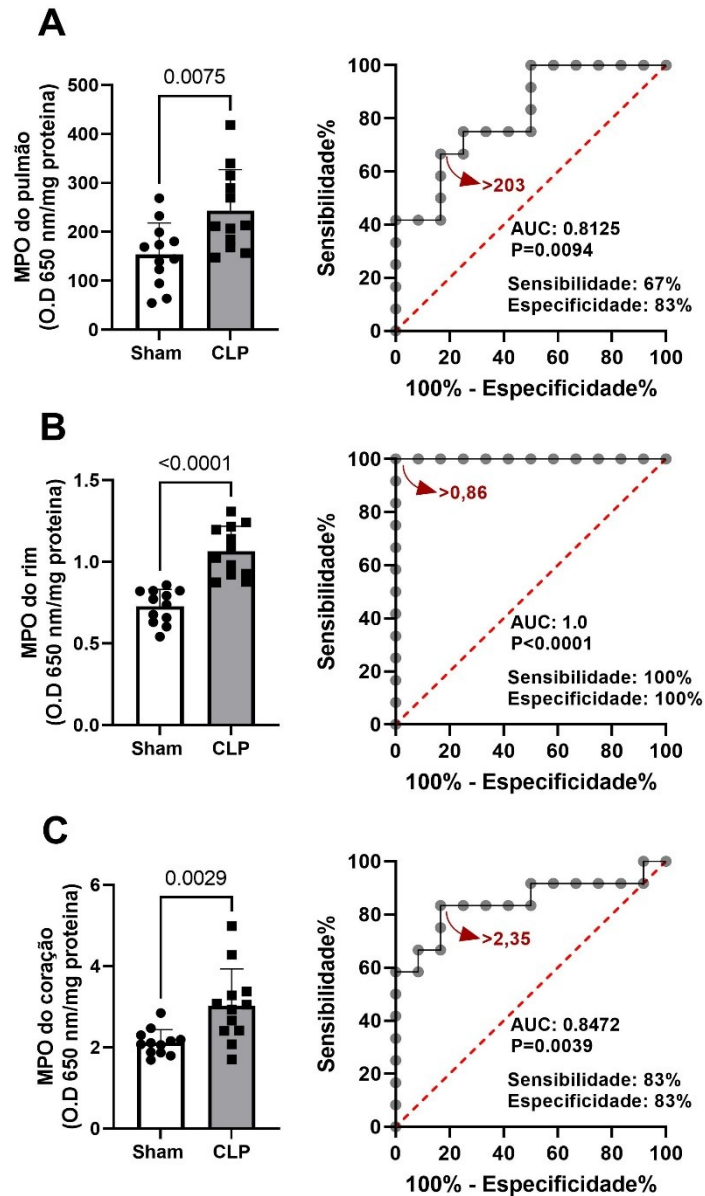 A
0.0075
MPO do pulmão
(O.D 650 nm/mg proteina)
500
400
300
200
100
0
Sham
CLP
Sensibilidade%
100
80
60
40
20
0
>203
AUC: 0.8125
P=0.0094
Sensibilidade: 67%
Especificidade: 83%
0 20 40 60 80 100
100% - Especificidade%
B
<0.0001
MPO do rim
(O.D 650 nm/mg proteina)
1.5
1.0
0.5
0.0
Sham
CLP
Sensibilidade%
100
80
60
40
20
0
>0,86
AUC: 1.0
P<0.0001
Sensibilidade: 100%
Especificidade: 100%
0 20 40 60 80 100
100% - Especificidade%
C
0.0029
MPO do coração
(O.D 650 nm/mg proteina)
6
4
2
0
Sham
CLP
Sensibilidade%
100
80
60
40
20
0
>2,35
AUC: 0.8472
P=0.0039
Sensibilidade: 83%
Especificidade: 83%
0 20 40 60 80 100
100% - Especificidade%